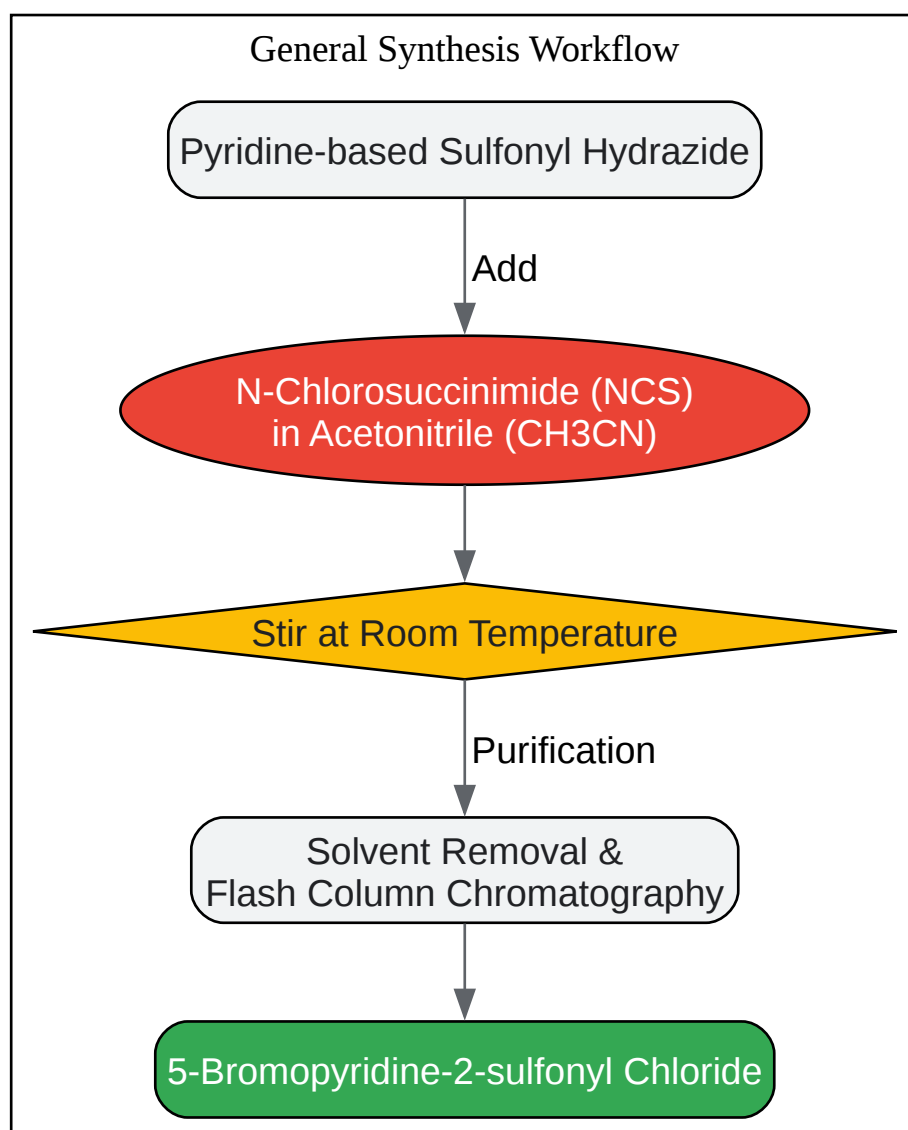 General Synthesis Workflow
Pyridine-based Sulfonyl Hydrazide
Add
N-Chlorosuccinimide (NCS)
in Acetonitrile (CH3CN)
Stir at Room Temperature
Purification
Solvent Removal &
Flash Column Chromatography
5-Bromopyridine-2-sulfonyl Chloride